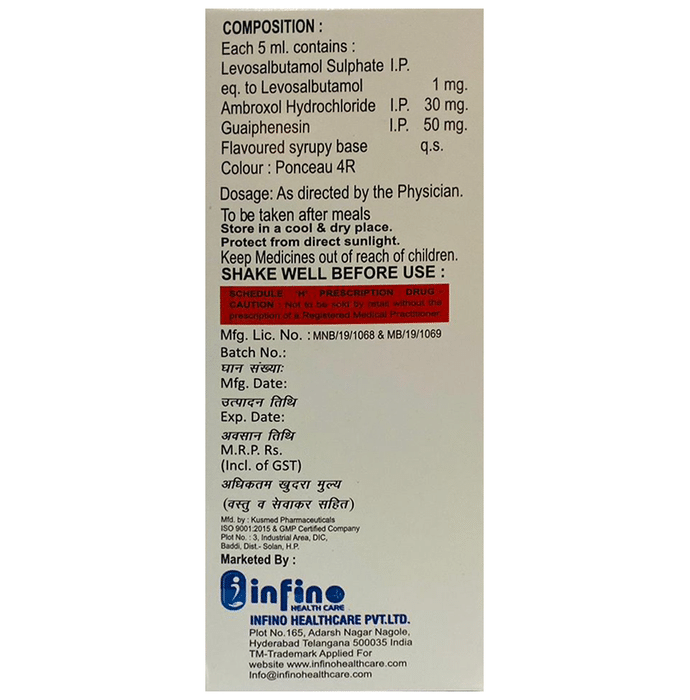 COMPOSITION :
Each 5 ml. contains :
Levosalbutamol Sulphate I.P.
eq. to Levosalbutamol 1 mg.
Ambroxol Hydrochloride I.P. 30 mg.
Guaiphenesin I.P. 50 mg.
Flavoured syrupy base q.s.
Colour : Ponceau 4R
Dosage: As directed by the Physician.
To be taken after meals
Store in a cool & dry place.
Protect from direct sunlight.
Keep Medicines out of reach of children.
SHAKE WELL BEFORE USE :
SCHEDULE 'H' PRESCRIPTION DRUG -
CAUTION : Not to be sold by retail without the
prescription of a Registered Medical Practitioner
Mfg. Lic. No. : MNB/19/1068 & MB/19/1069
Batch No.:
घान संख्याः
Mfg. Date:
उत्पादन तिथि
Exp. Date:
अवसान तिथि
M.R.P. Rs.
(Incl. of GST)
अधिकतम खुदरा मुल्य
(वस्तु व सेवाकर सहित)
Mfd. by : Kusmed Pharmaceuticals
ISO 9001:2015 & GMP Certified Company
Plot No. : 3, Industrial Area, DIC,
Baddi, Dist.- Solan, H.P.
Marketed By :
infino
HEALTH CARE
INFINO HEALTHCARE PVT.LTD.
Plot No.165, Adarsh Nagar Nagole,
Hyderabad Telangana 500035 India
TM-Trademark Applied For
website www.infinohealthcare.com
Info@infinohealthcare.com